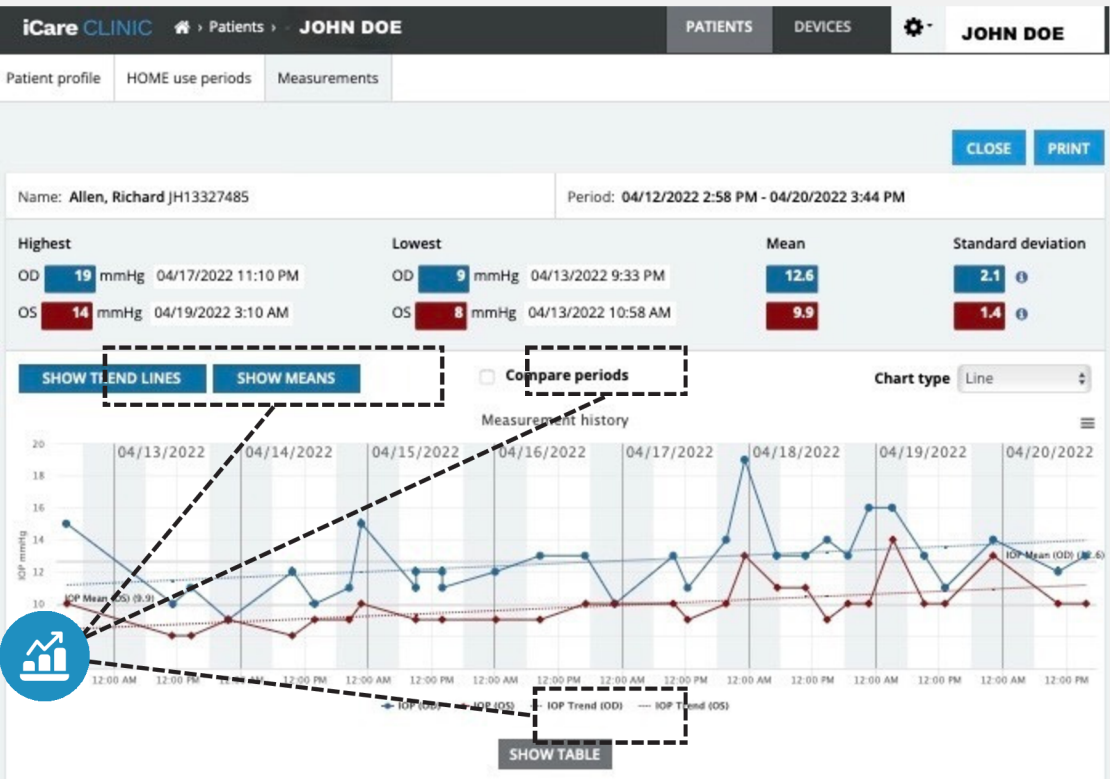 iCare CLINIC › Patients › JOHN DOE PATIENTS DEVICES JOHN DOE
Patient profile HOME use periods Measurements
CLOSE PRINT
Name: Allen, Richard JH13327485 Period: 04/12/2022 2:58 PM - 04/20/2022 3:44 PM
Highest Lowest Mean Standard deviation
OD 19 mmHg 04/17/2022 11:10 PM OD 9 mmHg 04/13/2022 9:33 PM 12.6 2.1
OS 14 mmHg 04/19/2022 3:10 AM OS 8 mmHg 04/13/2022 10:58 AM 9.9 1.4
SHOW TREND LINES SHOW MEANS Compare periods Chart type Line
Measurement history
20
04/13/2022 04/14/2022 04/15/2022 04/16/2022 04/17/2022 04/18/2022 04/19/2022 04/20/2022
18
16
14
IOP mmHg
IOP Mean (OD) (12.6)
12
IOP Mean (OS) (9.9)
10
12:00 AM 12:00 PM 12:00 AM 12:00 PM 12:00 AM 12:00 PM 12:00 AM 12:00 PM 12:00 AM 12:00 PM 12:00 AM 12:00 PM 12:00 AM 12:00 PM 12:00 AM 12:00 PM
IOP (OD) IOP (OS) IOP Trend (OD) IOP Trend (OS)
SHOW TABLE